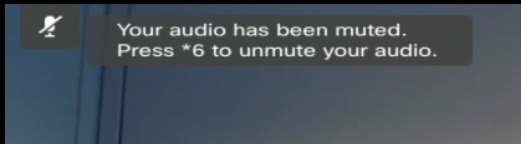 Your audio has been muted.
Press *6 to unmute your audio.